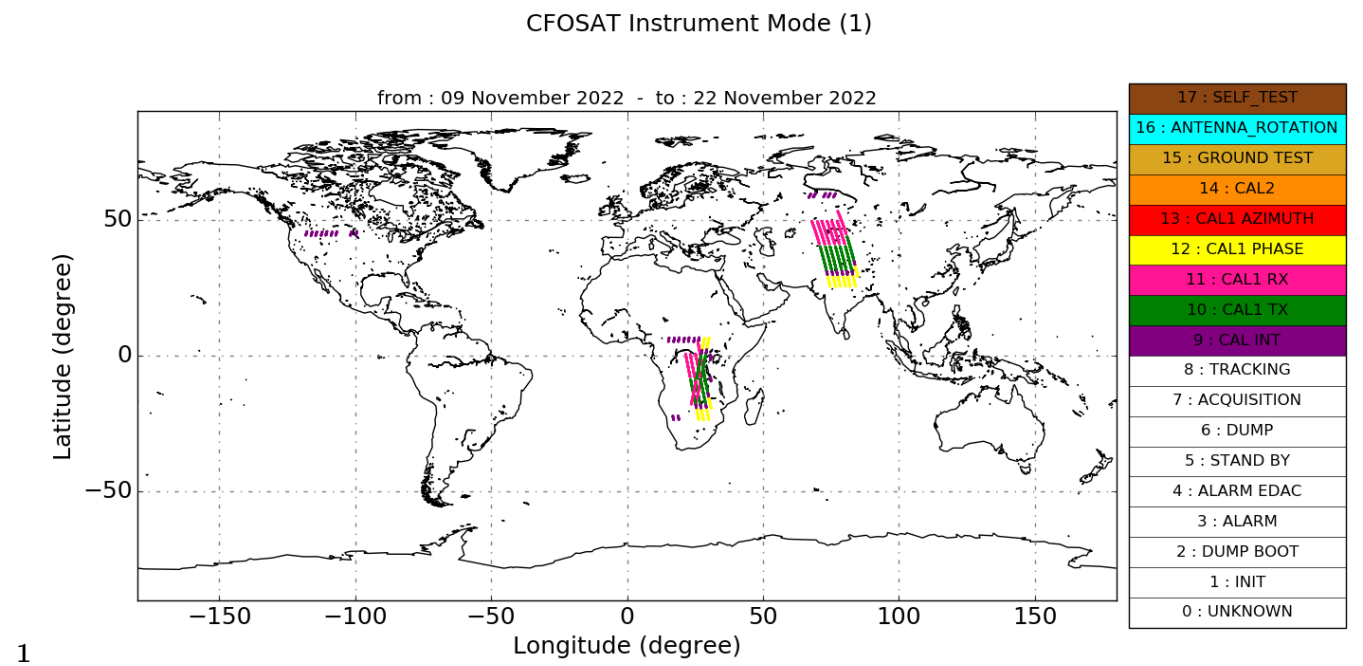 CFOSAT Instrument Mode (1)
from : 09 November 2022  -  to : 22 November 2022
17 : SELF_TEST
16 : ANTENNA_ROTATION
15 : GROUND TEST
14 : CAL2
13 : CAL1 AZIMUTH
12 : CAL1 PHASE
11 : CAL1 RX
10 : CAL1 TX
9 : CAL INT
8 : TRACKING
7 : ACQUISITION
6 : DUMP
5 : STAND BY
4 : ALARM EDAC
3 : ALARM
2 : DUMP BOOT
1 : INIT
0 : UNKNOWN
Latitude (degree)
50
0
−50
−150 −100 −50 0 50 100 150
Longitude (degree)
1